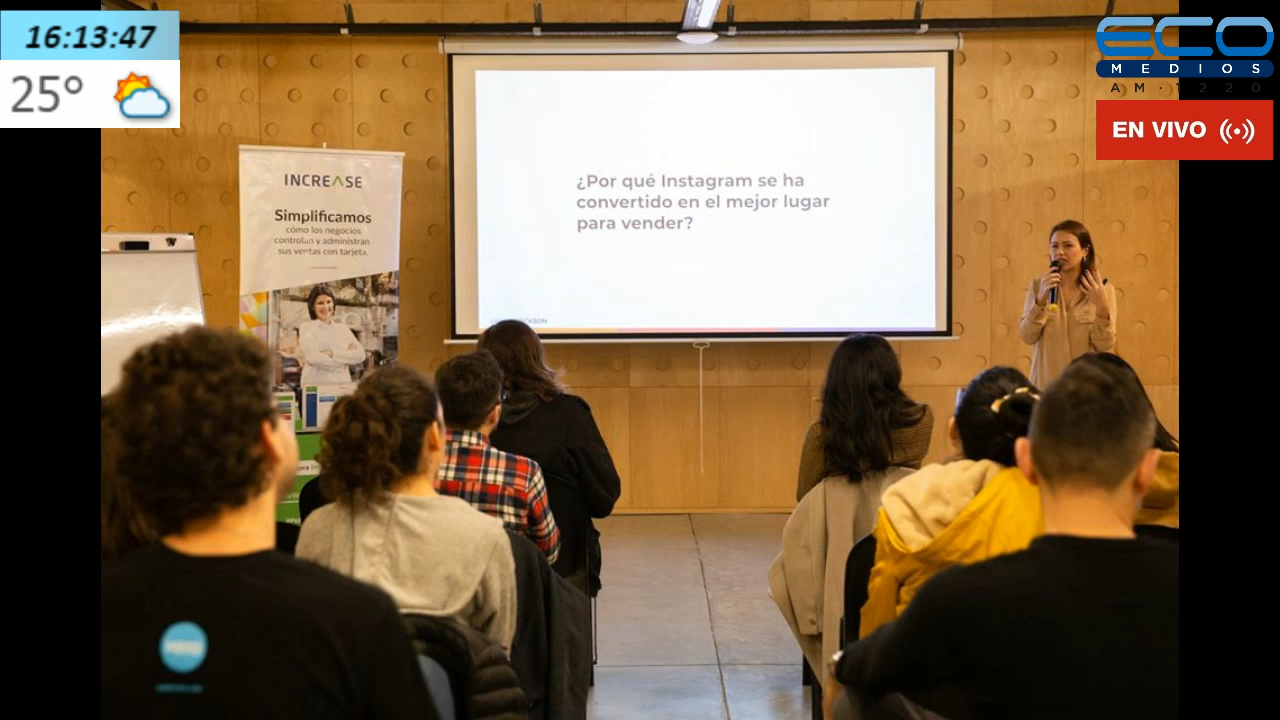 16:13:47
25°
ECO
MEDIOS
AM·1220
EN VIVO
INCREASE
Simplificamos
cómo los negocios
controlan y administran
sus ventas con tarjeta.
¿Por qué Instagram se ha
convertido en el mejor lugar
para vender?